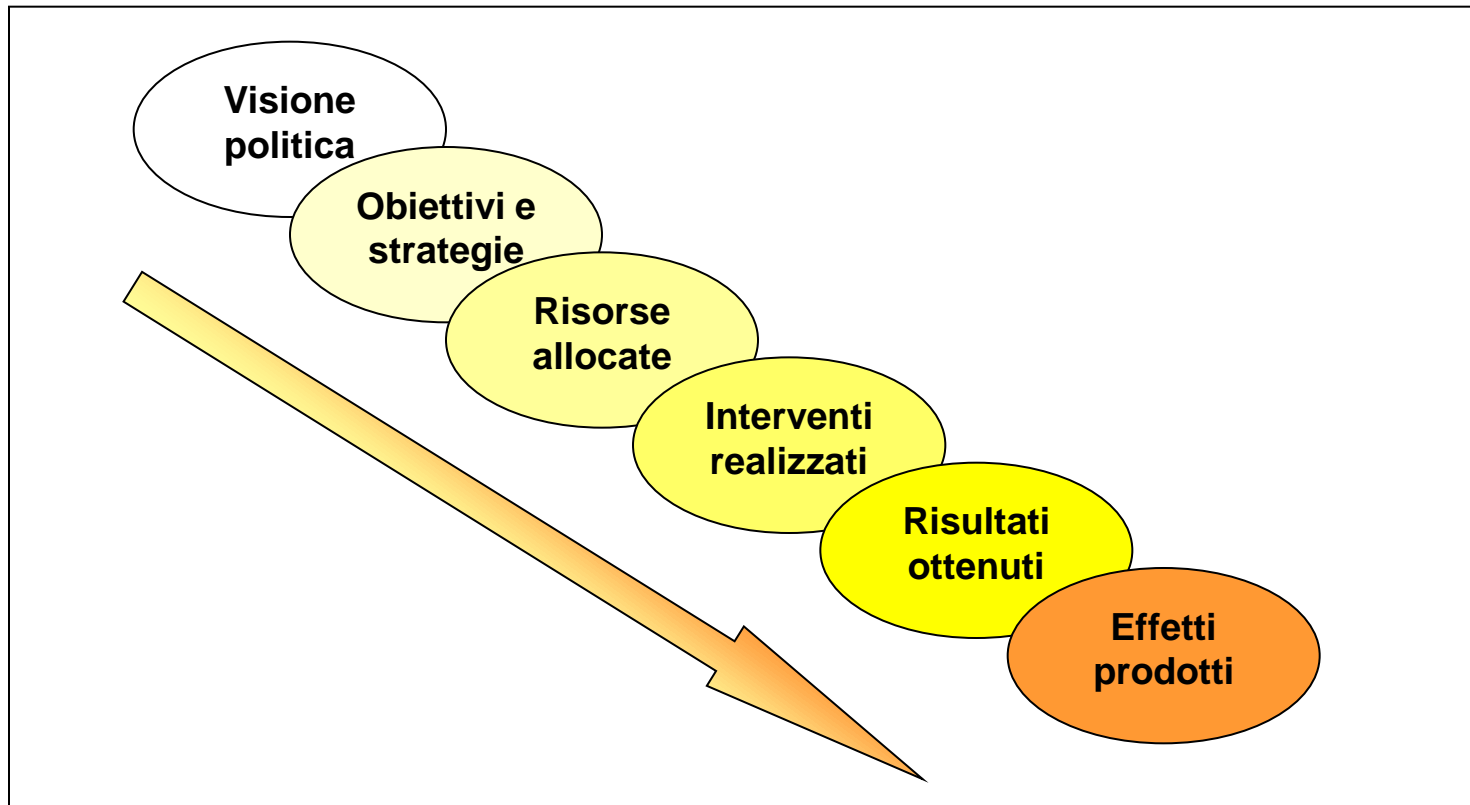 Visione
politica
Obiettivi e
strategie
Risorse
allocate
Interventi
realizzati
Risultati
ottenuti
Effetti
prodotti